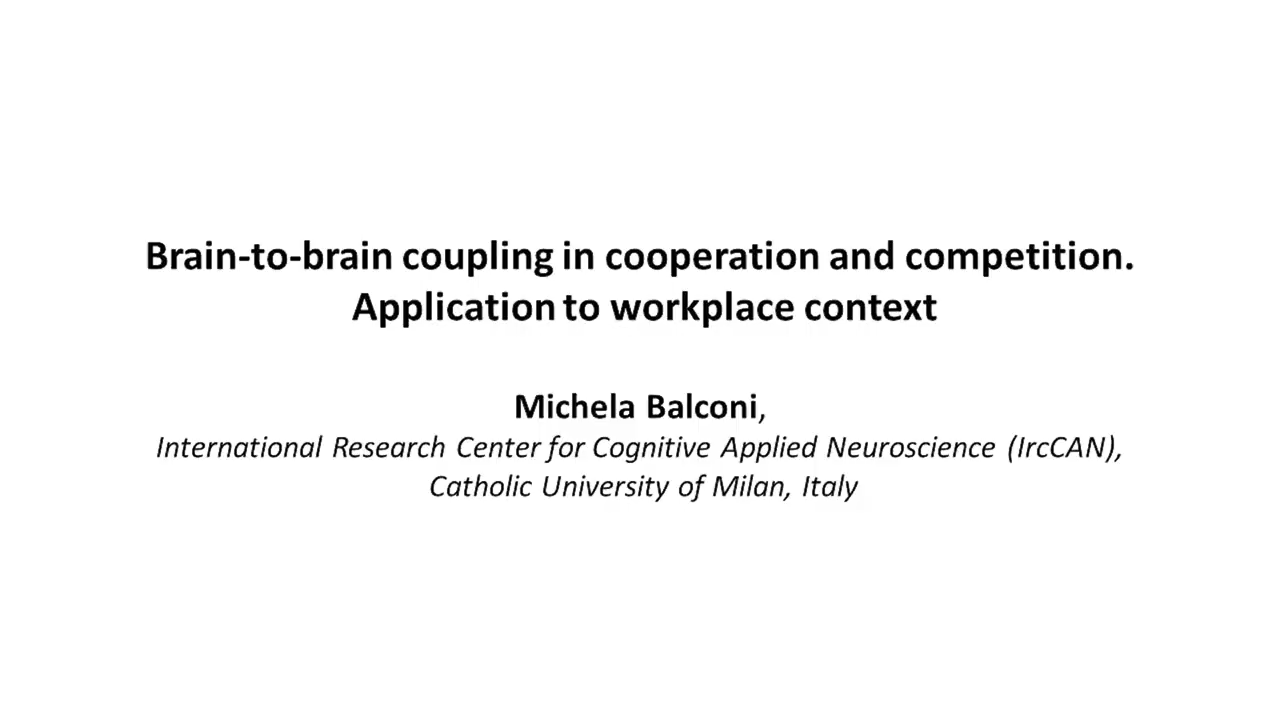 Brain-to-brain coupling in cooperation and competition.
Application to workplace context
Michela Balconi,
International Research Center for Cognitive Applied Neuroscience (IrcCAN),
Catholic University of Milan, Italy